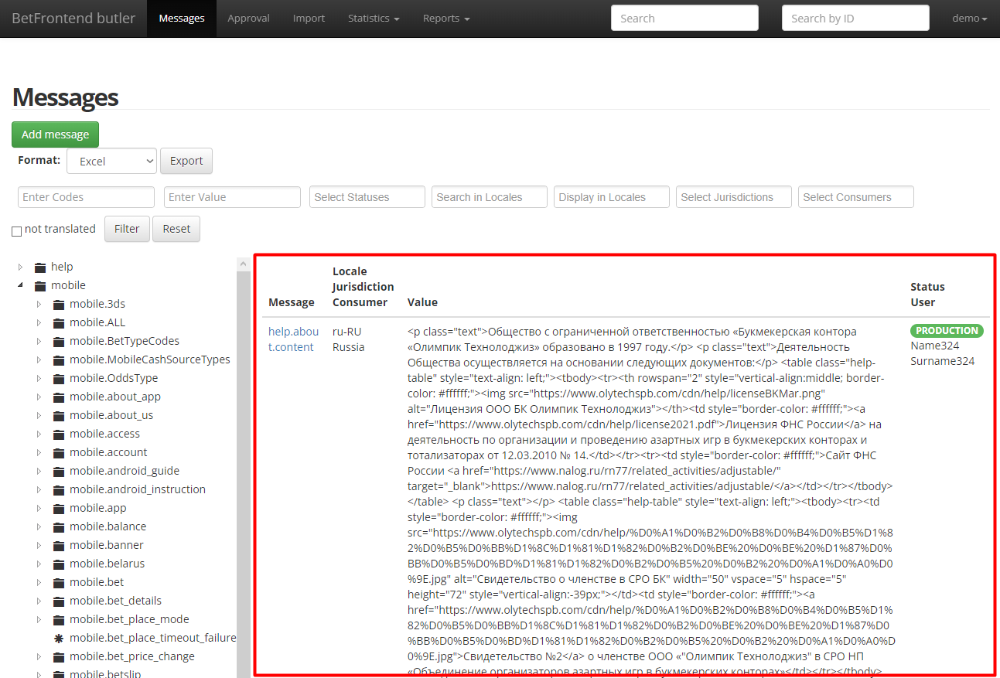 BetFrontend butler Messages Approval Import Statistics Reports Search Search by ID demo
Messages
Add message
Format: Excel Export
Enter Codes Enter Value Select Statuses Search in Locales Display in Locales Select Jurisdictions Select Consumers
not translated Filter Reset
help
mobile
mobile.3ds
mobile.ALL
mobile.BetTypeCodes
mobile.MobileCashSourceTypes
mobile.OddsType
mobile.about_app
mobile.about_us
mobile.access
mobile.account
mobile.android_guide
mobile.android_instruction
mobile.app
mobile.balance
mobile.banner
mobile.belarus
mobile.bet
mobile.bet_details
mobile.bet_place_mode
mobile.bet_place_timeout_failure
mobile.bet_price_change
mobile.betslip
Message
Locale
Jurisdiction
Consumer
Value
Status
User
help.abou
t.content
ru-RU
Russia
<p class="text">Общество с ограниченной ответственностью «Букмекерская контора
«Олимпик Технолоджиз» образовано в 1997 году.</p> <p class="text">Деятельность
Общества осуществляется на основании следующих документов:</p> <table class="help-
table" style="text-align: left;"><tbody><tr><th rowspan="2" style="vertical-align:middle; border-
color: #ffffff;"><img src="https://www.olytechspb.com/cdn/help/licenseBKMar.png"
alt="Лицензия ООО БК Олимпик Технолоджиз"></th><td style="border-color: #ffffff;"><a
href="https://www.olytechspb.com/cdn/help/license2021.pdf">Лицензия ФНС России</a> на
деятельность по организации и проведению азартных игр в букмекерских конторах и
тотализаторах от 12.03.2010 № 14.</td></tr><tr><td style="border-color: #ffffff;">Сайт ФНС
России <a href="https://www.nalog.ru/rn77/related_activities/adjustable/"
target="_blank">https://www.nalog.ru/rn77/related_activities/adjustable/</a></td></tr></tbody>
</table> <p class="text"></p> <table class="help-table" style="text-align: left;"><tbody><tr><td
style="border-color: #ffffff;"><img
src="https://www.olytechspb.com/cdn/help/%D0%A1%D0%B2%D0%B8%D0%B4%D0%B5%D1%8
2%D0%B5%D0%BB%D1%8C%D1%81%D1%82%D0%B2%D0%BE%20%D0%BE%20%D1%87%D0%
BB%D0%B5%D0%BD%D1%81%D1%82%D0%B2%D0%B5%20%D0%B2%20%D0%A1%D0%A0%D0
%9E.jpg" alt="Свидетельство о членстве в СРО БК" width="50" vspace="5" hspace="5"
height="72" style="vertical-align:-39px;"></td><td style="border-color: #ffffff;"><a
href="https://www.olytechspb.com/cdn/help/%D0%A1%D0%B2%D0%B8%D0%B4%D0%B5%D1%
82%D0%B5%D0%BB%D1%8C%D1%81%D1%82%D0%B2%D0%BE%20%D0%BE%20%D1%87%D0
%BB%D0%B5%D0%BD%D1%81%D1%82%D0%B2%D0%B5%20%D0%B2%20%D0%A1%D0%A0%D
0%9E.jpg">Свидетельство №2</a> о членстве ООО «"Олимпик Технолоджиз" в СРО НП
«Объединение организаторов азартных игр в букмекерских конторах»</td></tr></tbody>
PRODUCTION
Name324
Surname324